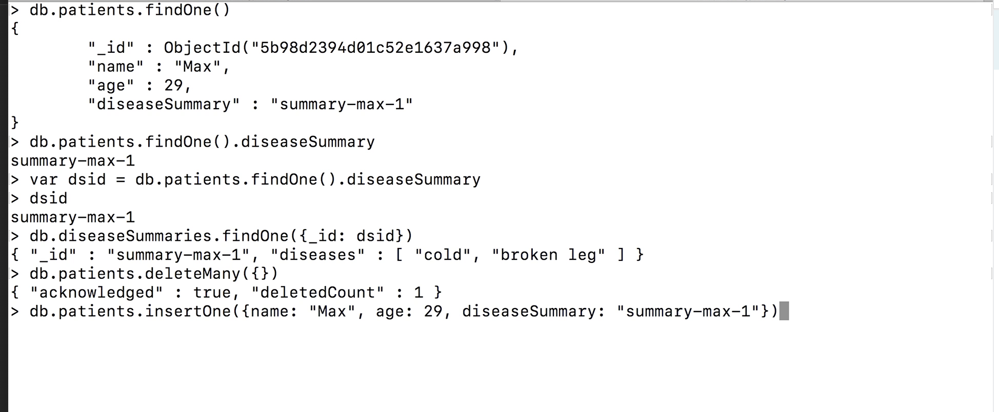 > db.patients.findOne()
{
        "_id" : ObjectId("5b98d2394d01c52e1637a998"),
        "name" : "Max",
        "age" : 29,
        "diseaseSummary" : "summary-max-1"
}
> db.patients.findOne().diseaseSummary
summary-max-1
> var dsid = db.patients.findOne().diseaseSummary
> dsid
summary-max-1
> db.diseaseSummaries.findOne({_id: dsid})
{ "_id" : "summary-max-1", "diseases" : [ "cold", "broken leg" ] }
> db.patients.deleteMany({})
{ "acknowledged" : true, "deletedCount" : 1 }
> db.patients.insertOne({name: "Max", age: 29, diseaseSummary: "summary-max-1"})